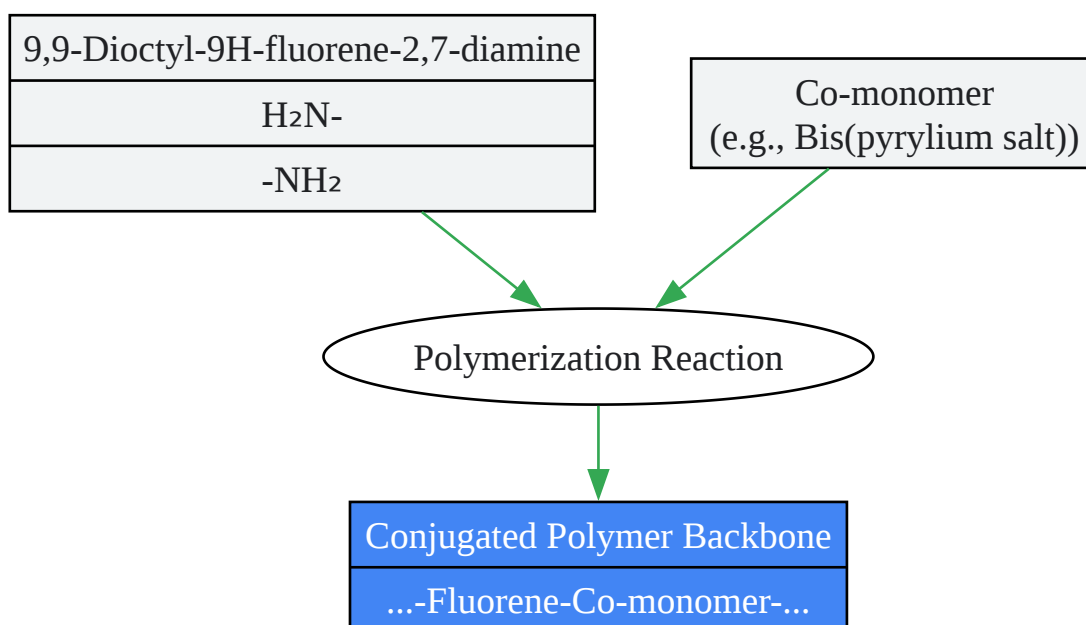 9,9-Dioctyl-9H-fluorene-2,7-diamine
H₂N-
-NH₂
Co-monomer
(e.g., Bis(pyrylium salt))
Polymerization Reaction
Conjugated Polymer Backbone
...-Fluorene-Co-monomer-...